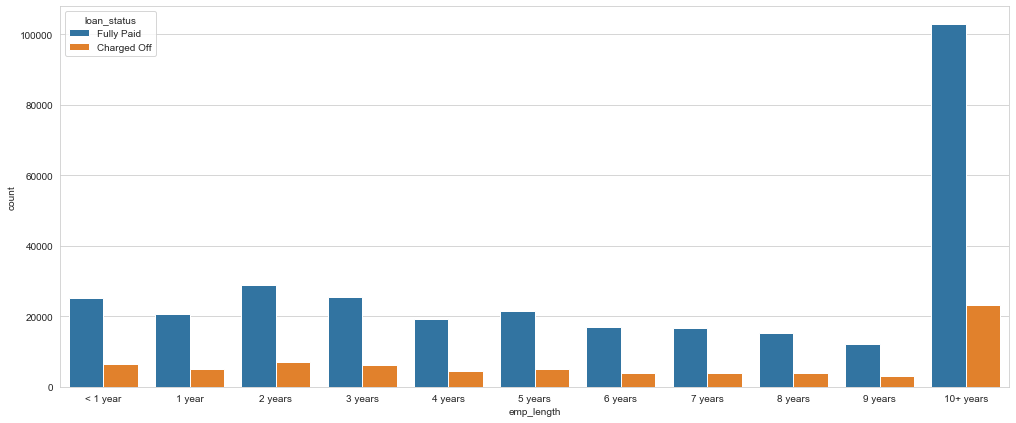 loan_status
Fully Paid
Charged Off
100000
80000
60000
40000
20000
0
count
< 1 year 1 year 2 years 3 years 4 years 5 years 6 years 7 years 8 years 9 years 10+ years
emp_length